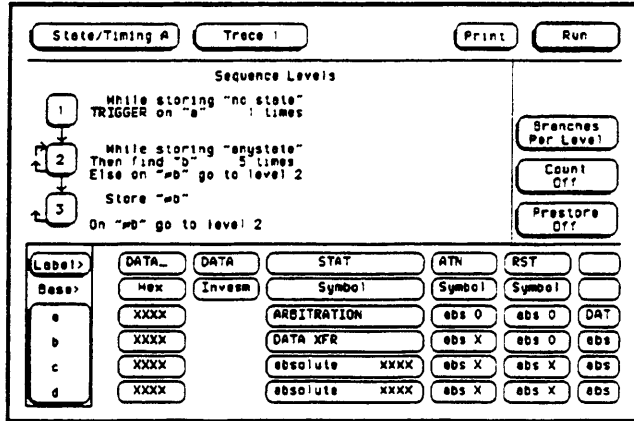 State/Timing A Trace 1 Print Run
Sequence Levels
1 While storing "no state"
TRIGGER on "a" 1 times
2 While storing "anystate"
Then find "b" 5 times
Else on "≠b" go to level 2
3 Store "≠b"
On "≠b" go to level 2
Branches
Per Level
Count
Off
Prestore
Off
Label> DATA_ DATA STAT ATN RST
Base> Hex Invasm Symbol Symbol Symbol
a XXXX ARBITRATION abs 0 abs 0 DAT
b XXXX DATA XFR abs X abs 0 abs
c XXXX absolute XXXX abs X abs X abs
d XXXX absolute XXXX abs X abs X abs